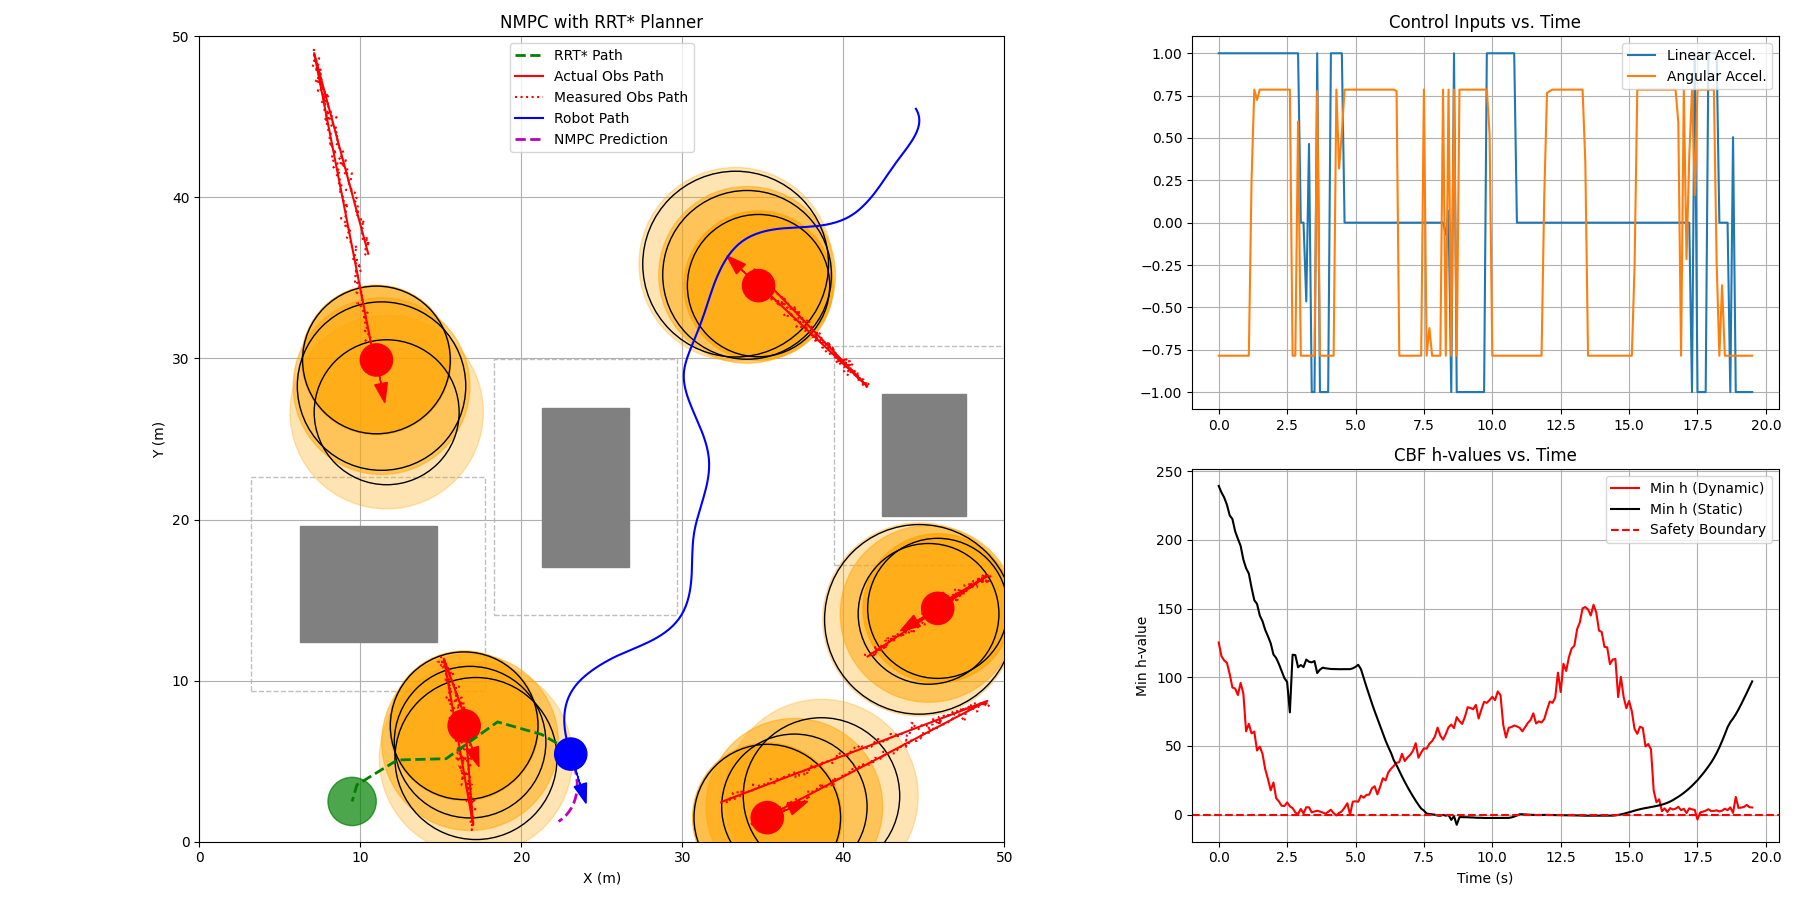 NMPC with RRT* Planner
50
40
30
20
10
0
Y (m)
RRT* Path
Actual Obs Path
Measured Obs Path
Robot Path
NMPC Prediction
0
10
20
30
40
50
X (m)
Control Inputs vs. Time
1.00
0.75
0.50
0.25
0.00
−0.25
−0.50
−0.75
−1.00
Linear Accel.
Angular Accel.
0.0
2.5
5.0
7.5
10.0
12.5
15.0
17.5
20.0
CBF h-values vs. Time
250
200
150
100
50
0
Min h-value
Min h (Dynamic)
Min h (Static)
Safety Boundary
0.0
2.5
5.0
7.5
10.0
12.5
15.0
17.5
20.0
Time (s)